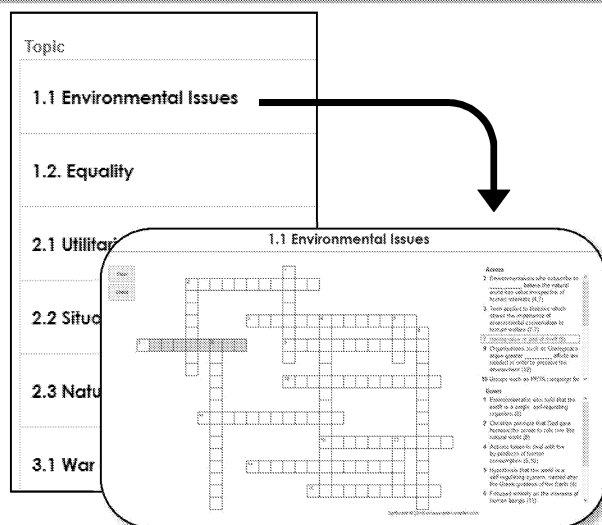 Topic
1.1 Environmental Issues
1.2. Equality
2.1 Utilitari
2.2 Situa
2.3 Natu
3.1 War
1.1 Environmental Issues
Across
2 Environmentalists who subscribe to
believe the natural
world has value irrespective of
human interests (4,7)
3 Term applied to theories which
stress the importance of
environmental conservation to
human welfare (7,7)
9 Organisations such as Greenpeace
argue greater ________ efforts are
needed in order to preserve the
environment (12)
10 Groups such as PETA campaign for
Down
1 Environmentalist who said that the
earth is a single, self-regulating
organism (8)
2 Christian principle that God gave
humans the power to rule over the
natural world (8)
4 Actions taken to deal with the
by-products of human
consumption (5,10)
5 Hypothesis that the world is a
self-regulating system, named after
the Greek goddess of the Earth (4)
6 Focused entirely on the interests of
human beings (15)